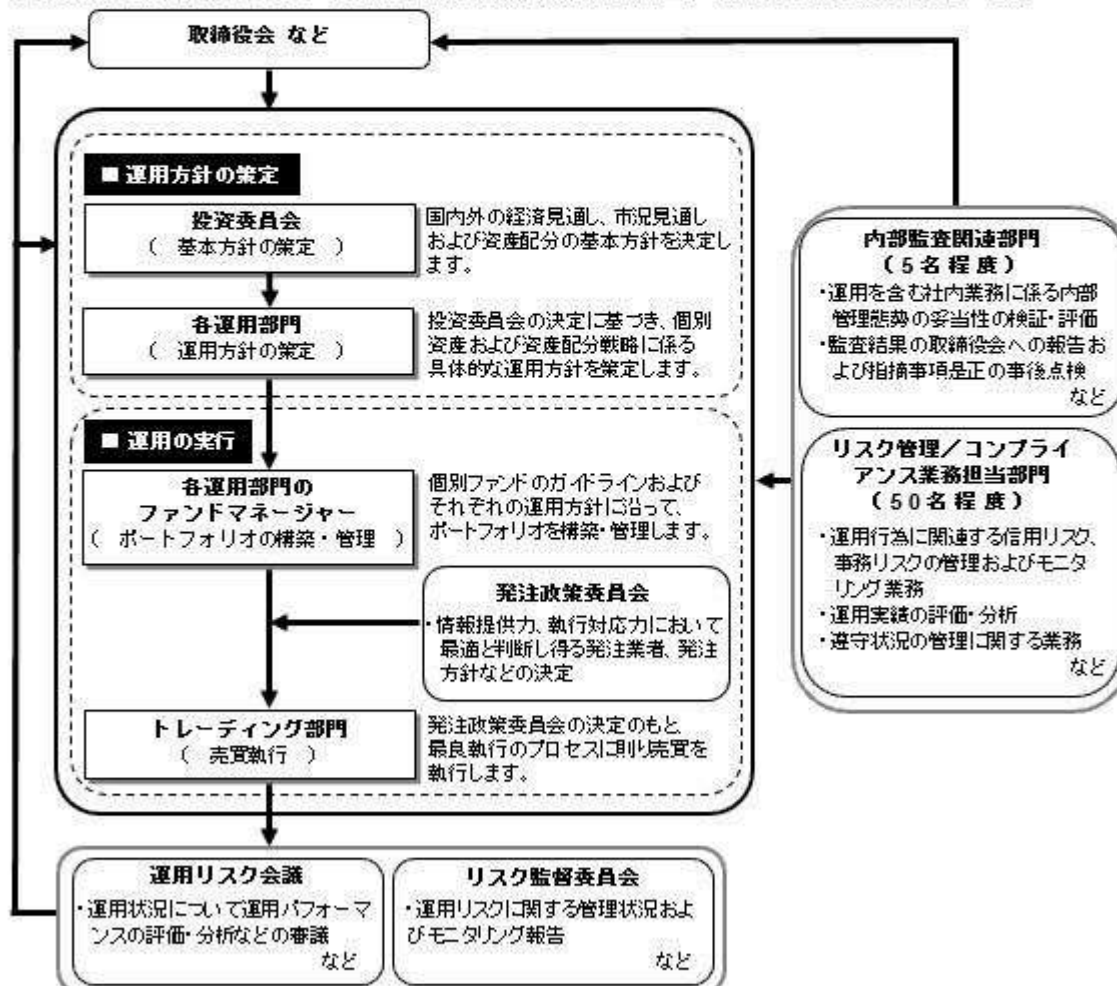 取締役会 など
■ 運用方針の策定
投資委員会
( 基本方針の策定 )
国内外の経済見通し、市況見通し
および資産配分の基本方針を決定し
ます。
各運用部門
( 運用方針の策定 )
投資委員会の決定に基づき、個別
資産および資産配分戦略に係る
具体的な運用方針を策定します。
■ 運用の実行
各運用部門の
ファンドマネージャー
( ポートフォリオの構築・管理 )
個別ファンドのガイドラインおよび
それぞれの運用方針に沿って、
ポートフォリオを構築・管理します。
発注政策委員会
・情報提供力、執行対応力において
最適と判断し得る発注業者、発注
方針などの決定
トレーディング部門
( 売買執行 )
発注政策委員会の決定のもと、
最良執行のプロセスに則り売買を
執行します。
内部監査関連部門
(5名程度)
・運用を含む社内業務に係る内部
管理態勢の妥当性の検証・評価
・監査結果の取締役会への報告お
よび指摘事項是正の事後点検
など
リスク管理/コンプライ
アンス業務担当部門
(50名程度)
・運用行為に関連する信用リスク、
事務リスクの管理およびモニタ
リング業務
・運用実績の評価・分析
・遵守状況の管理に関する業務
など
運用リスク会議
・運用状況について運用パフォーマ
ンスの評価・分析などの審議
など
リスク監督委員会
・運用リスクに関する管理状況およ
びモニタリング報告
など